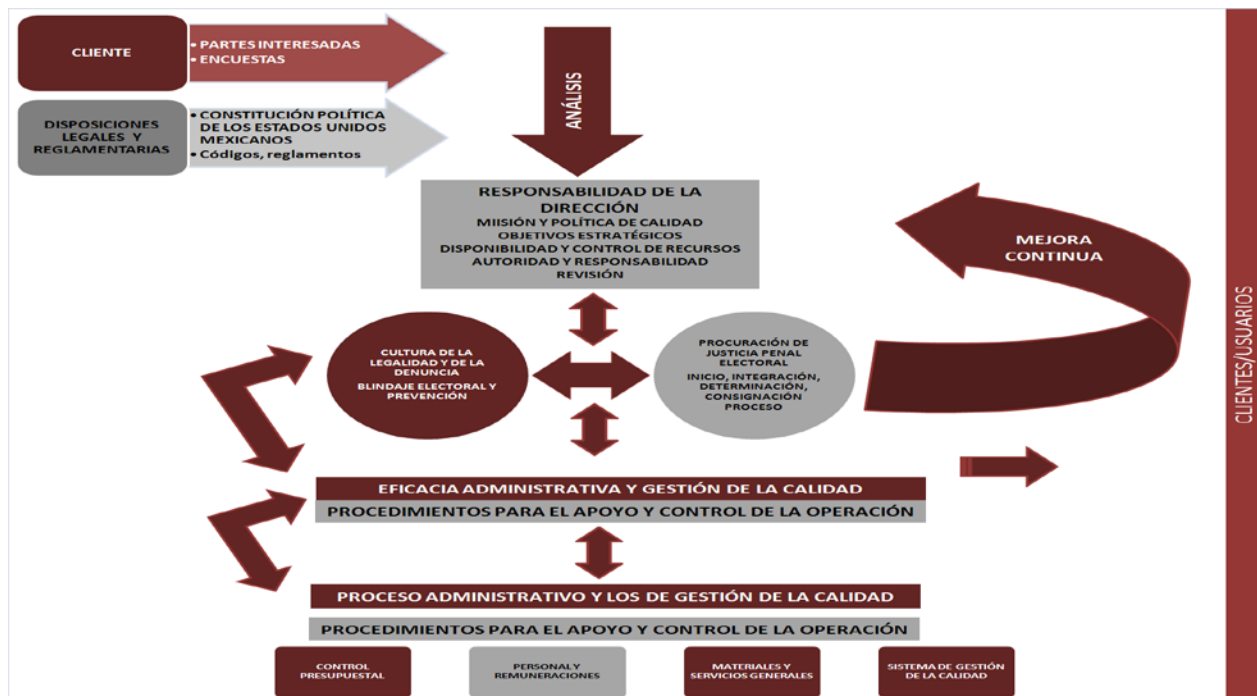 CLIENTE
• PARTES INTERESADAS
• ENCUESTAS
DISPOSICIONES
LEGALES Y
REGLAMENTARIAS
• CONSTITUCIÓN POLÍTICA
DE LOS ESTADOS UNIDOS
MEXICANOS
• Códigos, reglamentos
ANÁLISIS
RESPONSABILIDAD DE LA
DIRECCIÓN
MIISIÓN Y POLÍTICA DE CALIDAD
OBJETIVOS ESTRATÉGICOS
DISPONIBILIDAD Y CONTROL DE RECURSOS
AUTORIDAD Y RESPONSABILIDAD
REVISIÓN
MEJORA
CONTINUA
CLIENTES/USUARIOS
CULTURA DE LA
LEGALIDAD Y DE LA
DENUNCIA
BLINDAJE ELECTORAL Y
PREVENCIÓN
PROCURACIÓN DE
JUSTICIA PENAL
ELECTORAL
INICIO, INTEGRACIÓN,
DETERMINACIÓN,
CONSIGNACIÓN
PROCESO
EFICACIA ADMINISTRATIVA Y GESTIÓN DE LA CALIDAD
PROCEDIMIENTOS PARA EL APOYO Y CONTROL DE LA OPERACIÓN
PROCESO ADMINISTRATIVO Y LOS DE GESTIÓN DE LA CALIDAD
PROCEDIMIENTOS PARA EL APOYO Y CONTROL DE LA OPERACIÓN
CONTROL
PRESUPUESTAL
PERSONAL Y
REMUNERACIONES
MATERIALES Y
SERVICIOS GENERALES
SISTEMA DE GESTIÓN
DE LA CALIDAD